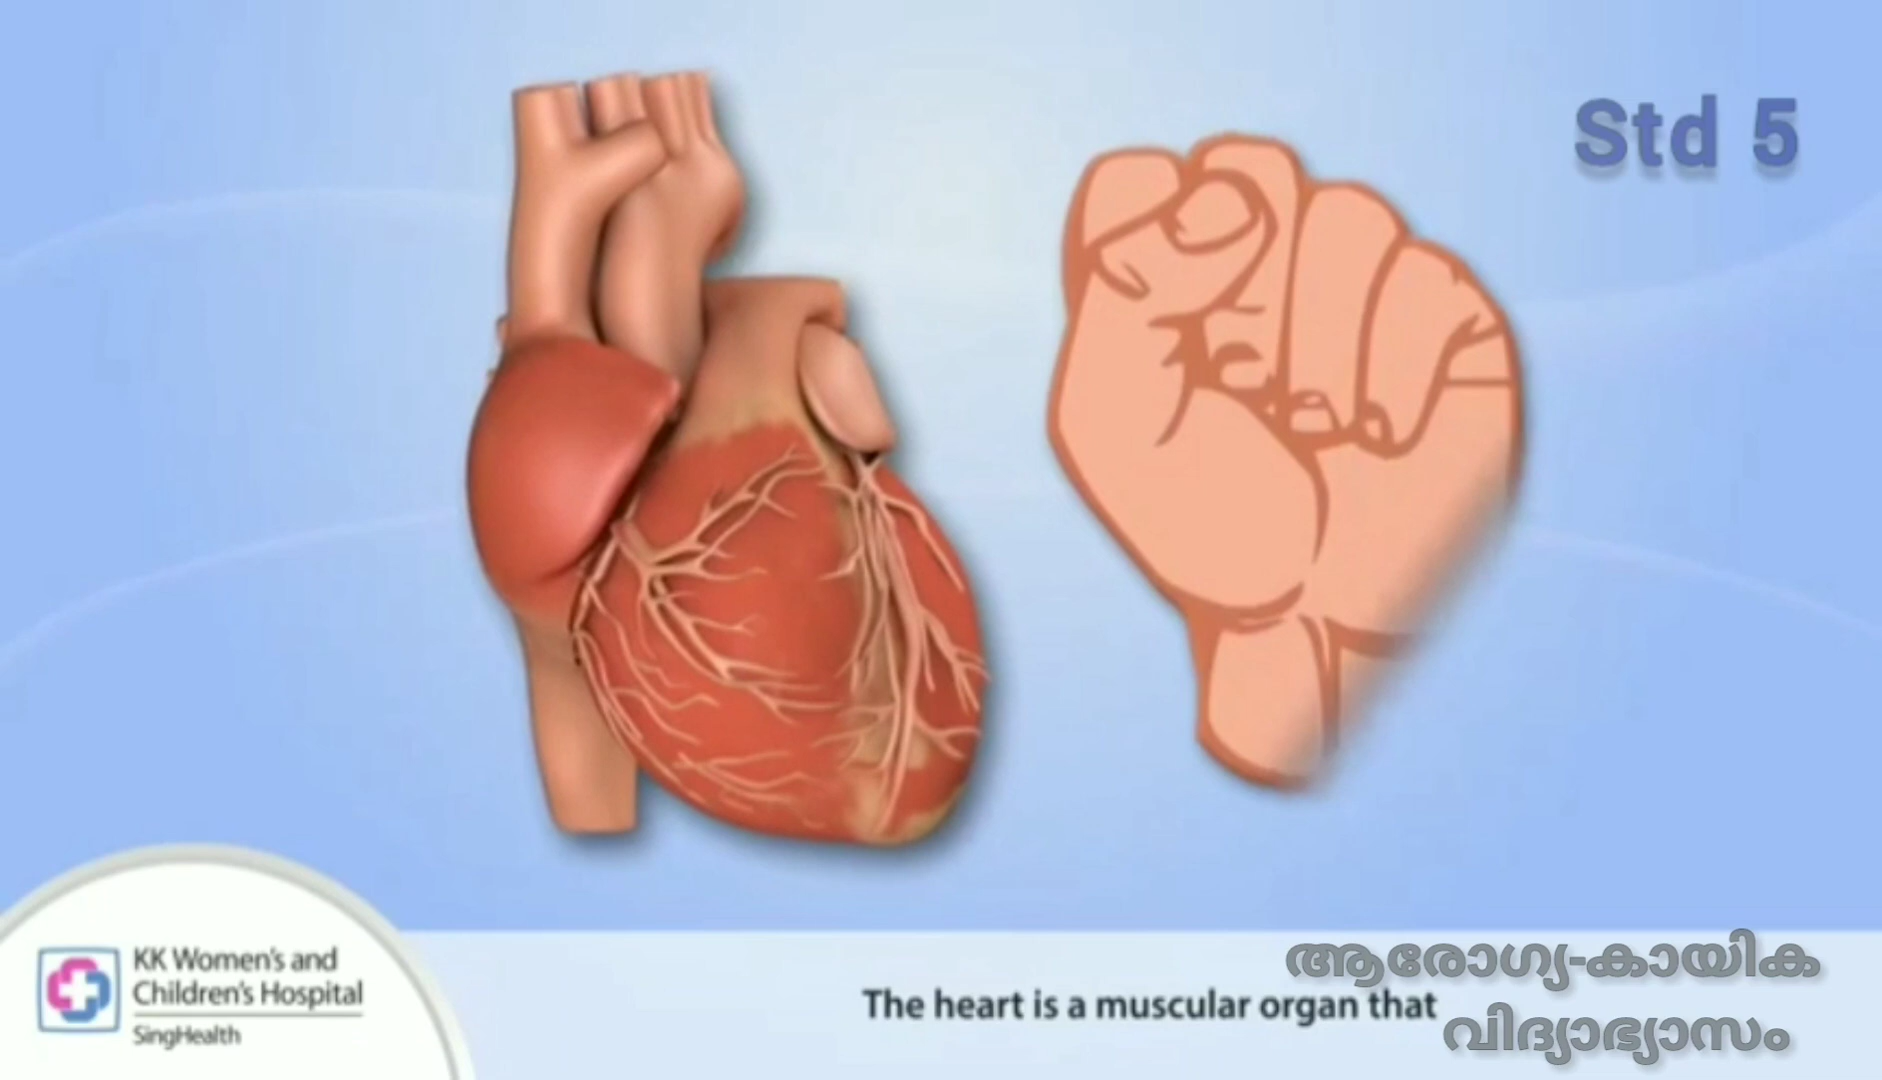 Std 5
KK Women's and
Children's Hospital
SingHealth
The heart is a muscular organ that
ആരോഗ്യ-കായിക
വിദ്യാഭ്യാസം